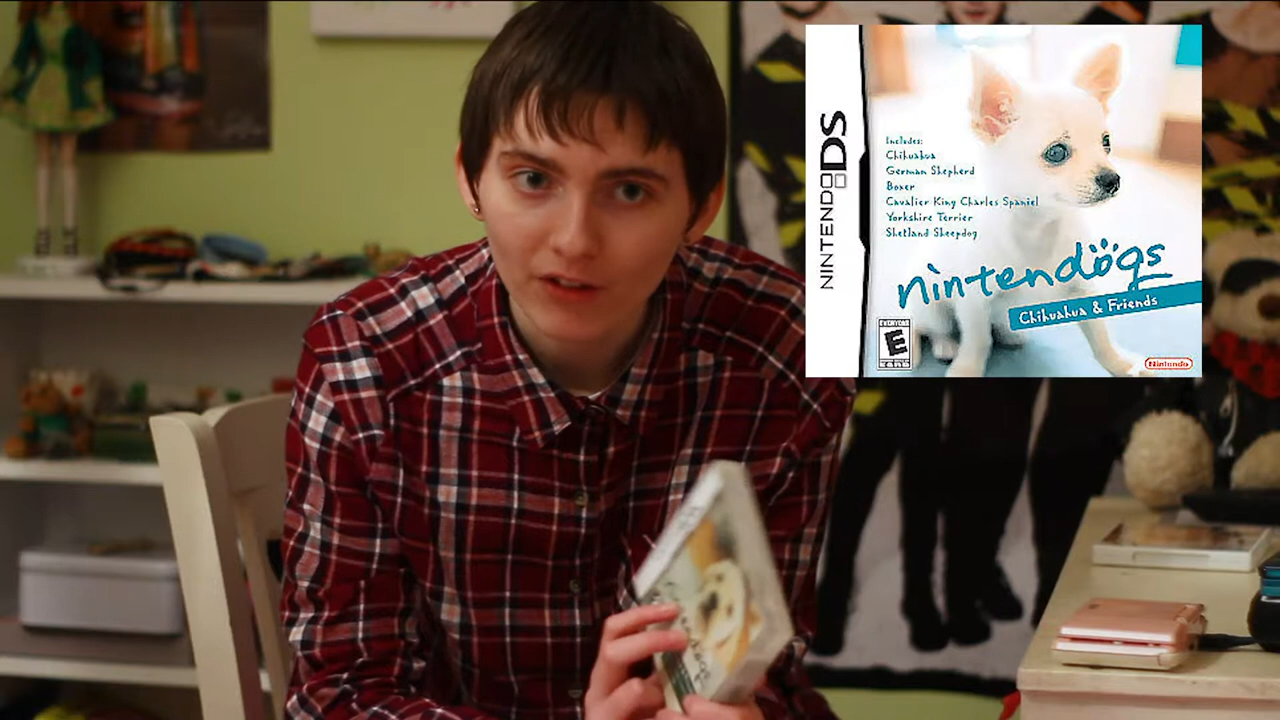 NINTENDO DS
Includes:
Chihuahua
German Shepherd
Boxer
Cavalier King Charles Spaniel
Yorkshire Terrier
Shetland Sheepdog
nintendögs
Chihuahua & Friends
EVERYONE
E
Nintendo